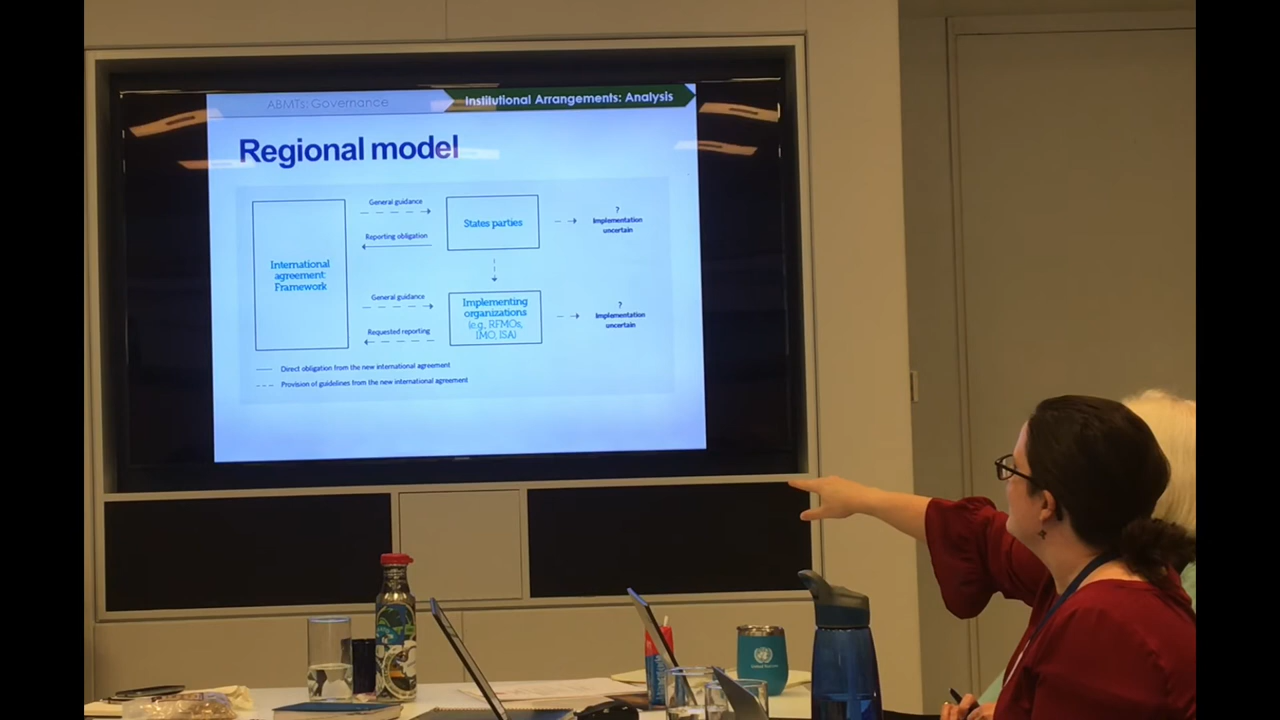 ABMTs: Governance
Institutional Arrangements: Analysis
Regional model
General guidance
States parties
?
Implementation
uncertain
Reporting obligation
International
agreement:
Framework
General guidance
Implementing
organizations
(e.g., RFMOs,
IMO, ISA)
?
Implementation
uncertain
Requested reporting
Direct obligation from the new international agreement
Provision of guidelines from the new international agreement
United Nations